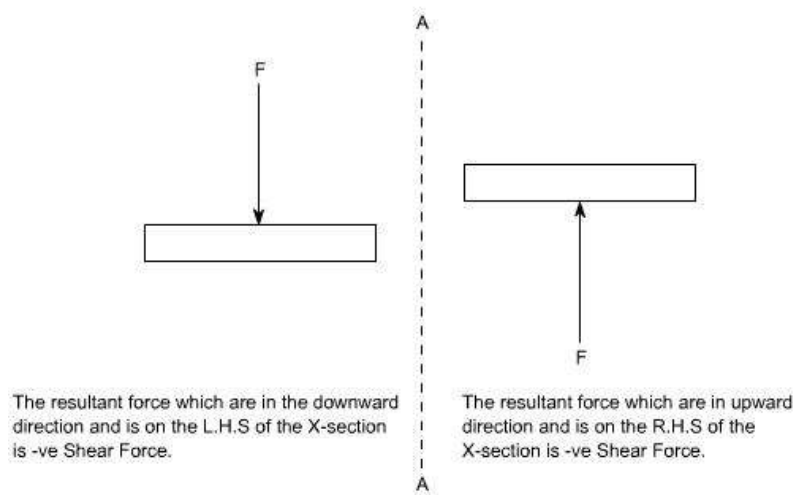 A
F
F
The resultant force which are in the downward
direction and is on the L.H.S of the X-section
is -ve Shear Force.
The resultant force which are in upward
direction and is on the R.H.S of the
X-section is -ve Shear Force.
A